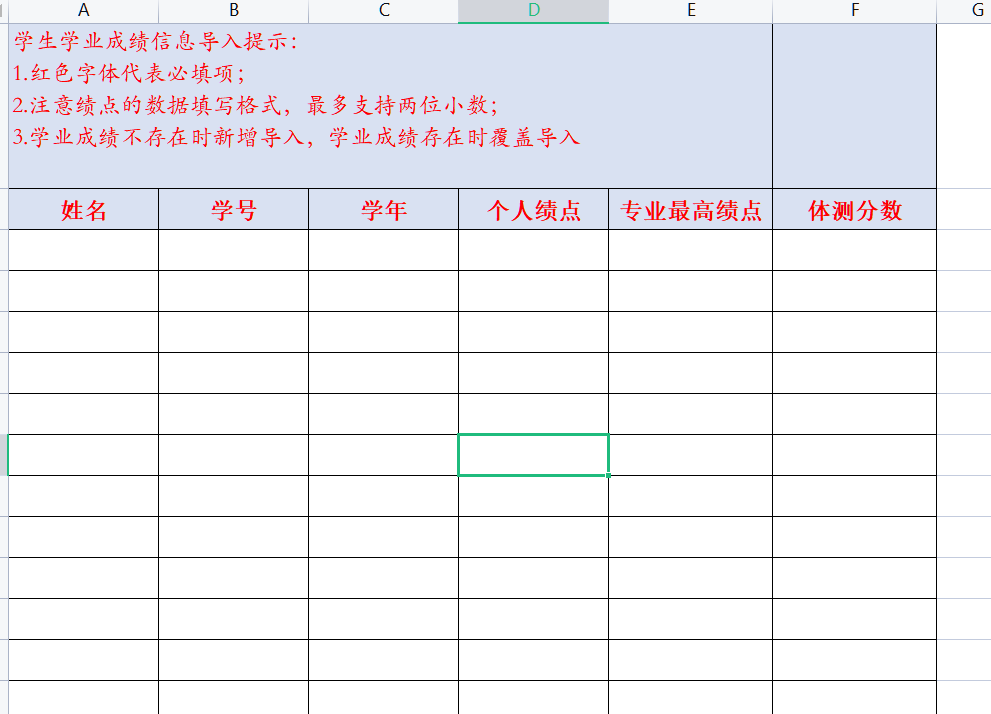 A B C D E F G
学生学业成绩信息导入提示：
1.红色字体代表必填项；
2.注意绩点的数据填写格式，最多支持两位小数；
3.学业成绩不存在时新增导入，学业成绩存在时覆盖导入
姓名 学号 学年 个人绩点 专业最高绩点 体测分数